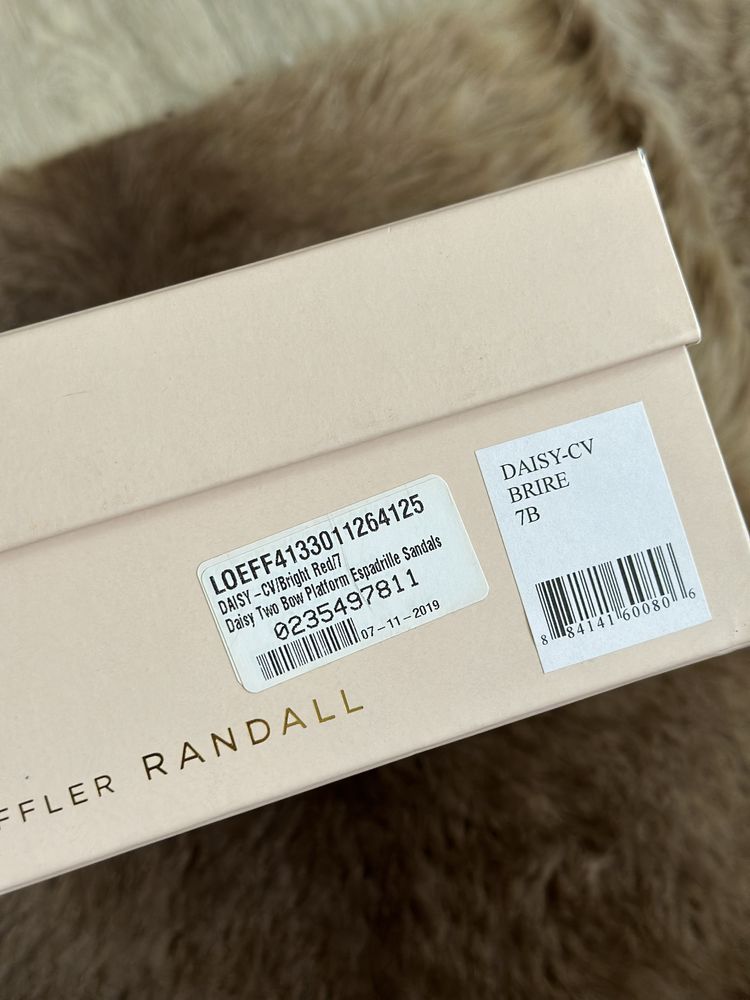 LOEFF4133011264125
DAISY-CV/Bright Red/7
Daisy Two Bow Platform Espadrille Sandals
0235497811
07-11-2019
DAISY-CV
BRIRE
7B
8 84141 60080 6
FFLER RANDALL